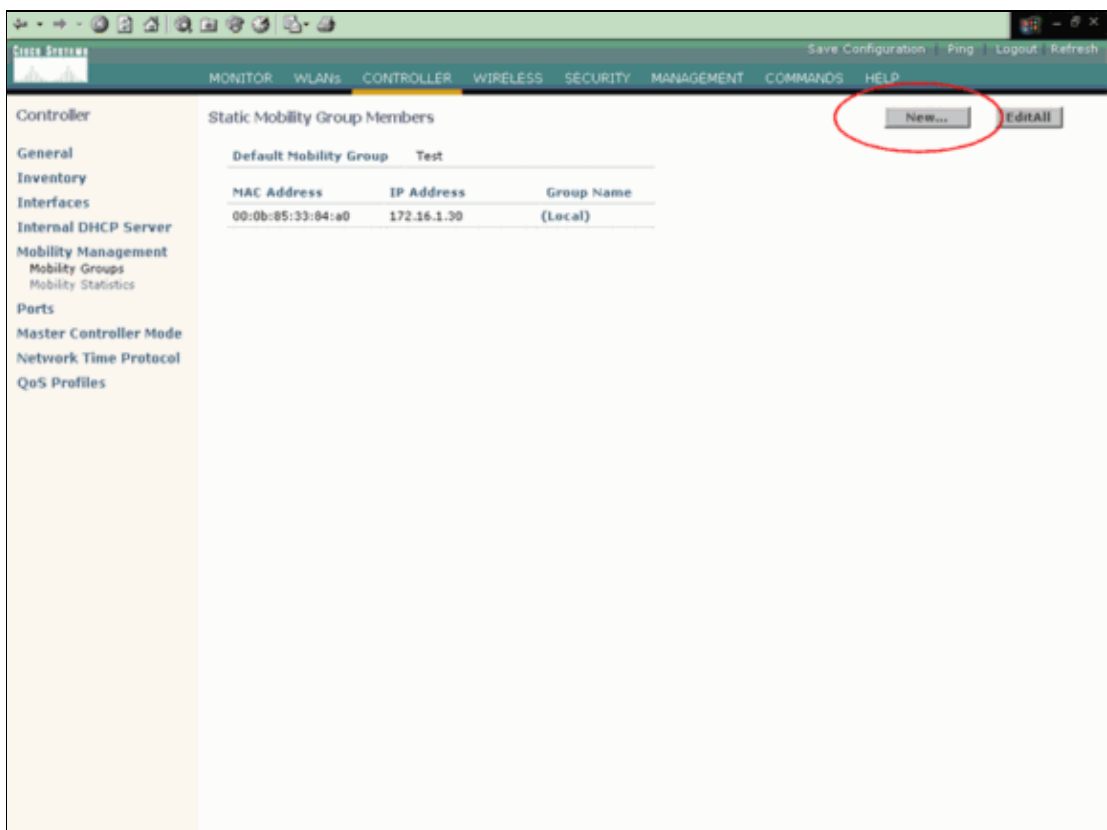 CISCO SYSTEMS
Save Configuration | Ping | Logout Refresh
MONITOR WLANs CONTROLLER WIRELESS SECURITY MANAGEMENT COMMANDS HELP
Controller
General
Inventory
Interfaces
Internal DHCP Server
Mobility Management
Mobility Groups
Mobility Statistics
Ports
Master Controller Mode
Network Time Protocol
QoS Profiles
Static Mobility Group Members
New...
EditAll
Default Mobility Group Test
MAC Address IP Address Group Name
00:0b:85:33:84:a0 172.16.1.30 (Local)